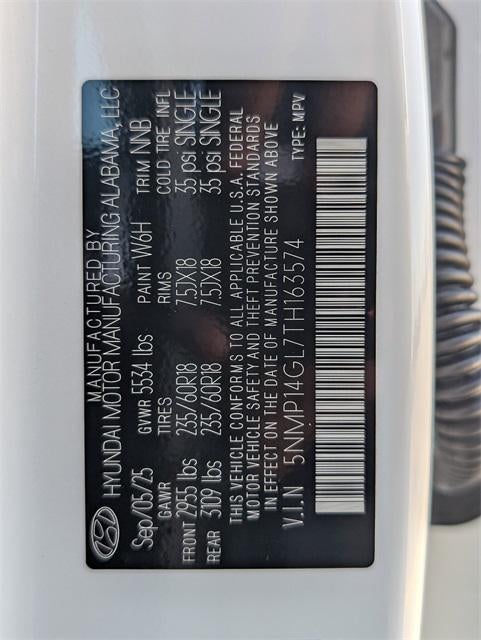 MANUFACTURED BY
HYUNDAI MOTOR MANUFACTURING ALABAMA, LLC
Sep/05/25 GVWR 5534 lbs PAINT W6H TRIM NNB
GAWR TIRES RIMS COLD TIRE INFL
FRONT 2955 lbs 235/60R18 7.5JX18 35 psi SINGLE
REAR 3109 lbs 235/60R18 7.5JX18 35 psi SINGLE
THIS VEHICLE CONFORMS TO ALL APPLICABLE U.S.A. FEDERAL
MOTOR VEHICLE SAFETY AND THEFT PREVENTION STANDARDS
IN EFFECT ON THE DATE OF MANUFACTURE SHOWN ABOVE
V.I.N 5NMP14GL7TH163574 TYPE: MPV